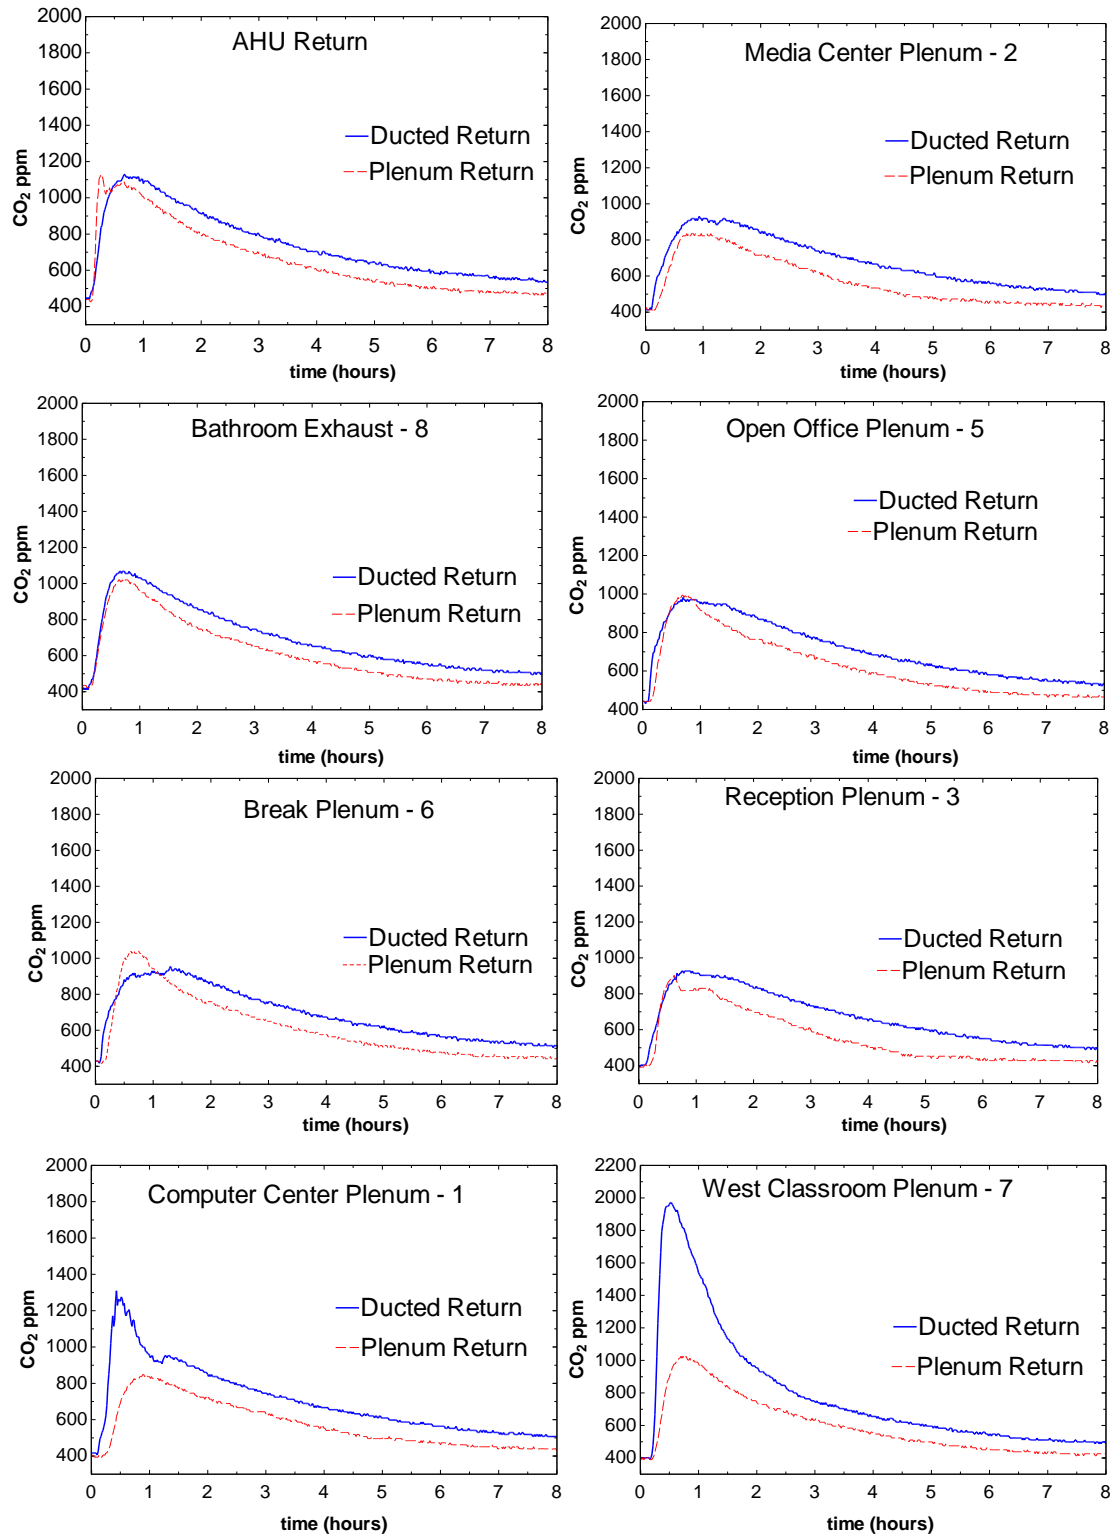 AHU Return
CO2 ppm
2000
1800
1600
1400
1200
1000
800
600
400
Ducted Return
Plenum Return
0 1 2 3 4 5 6 7 8
time (hours)
Media Center Plenum - 2
CO2 ppm
2000
1800
1600
1400
1200
1000
800
600
400
Ducted Return
Plenum Return
0 1 2 3 4 5 6 7 8
time (hours)
Bathroom Exhaust - 8
CO2 ppm
2000
1800
1600
1400
1200
1000
800
600
400
Ducted Return
Plenum Return
0 1 2 3 4 5 6 7 8
time (hours)
Open Office Plenum - 5
CO2 ppm
2000
1800
1600
1400
1200
1000
800
600
400
Ducted Return
Plenum Return
0 1 2 3 4 5 6 7 8
time (hours)
Break Plenum - 6
CO2 ppm
2000
1800
1600
1400
1200
1000
800
600
400
Ducted Return
Plenum Return
0 1 2 3 4 5 6 7 8
time (hours)
Reception Plenum - 3
CO2 ppm
2000
1800
1600
1400
1200
1000
800
600
400
Ducted Return
Plenum Return
0 1 2 3 4 5 6 7 8
time (hours)
Computer Center Plenum - 1
CO2 ppm
2000
1800
1600
1400
1200
1000
800
600
400
Ducted Return
Plenum Return
0 1 2 3 4 5 6 7 8
time (hours)
West Classroom Plenum - 7
CO2 ppm
2200
2000
1800
1600
1400
1200
1000
800
600
400
Ducted Return
Plenum Return
0 1 2 3 4 5 6 7 8
time (hours)